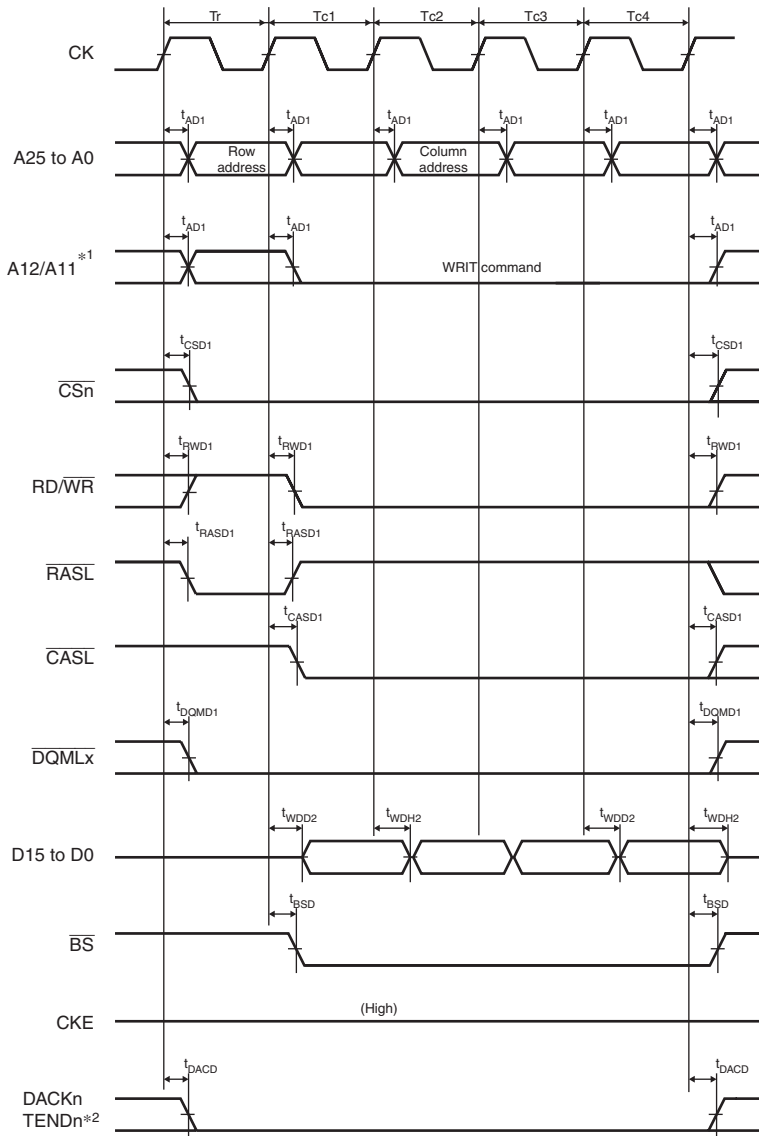 Tr Tc1 Tc2 Tc3 Tc4
CK
tAD1 tAD1 tAD1 tAD1 tAD1 tAD1
A25 to A0
Row address
Column address
tAD1 tAD1 tAD1
A12/A11*1
WRIT command
tCSD1 tCSD1
CSn
tRWD1 tRWD1 tRWD1
RD/WR
tRASD1 tRASD1
RASL
tCASD1 tCASD1
CASL
tDQMD1 tDQMD1
DQMLx
tWDD2 tWDH2 tWDD2 tWDH2
D15 to D0
tBSD tBSD
BS
(High)
CKE
tDACD tDACD
DACKn
TENDn*2